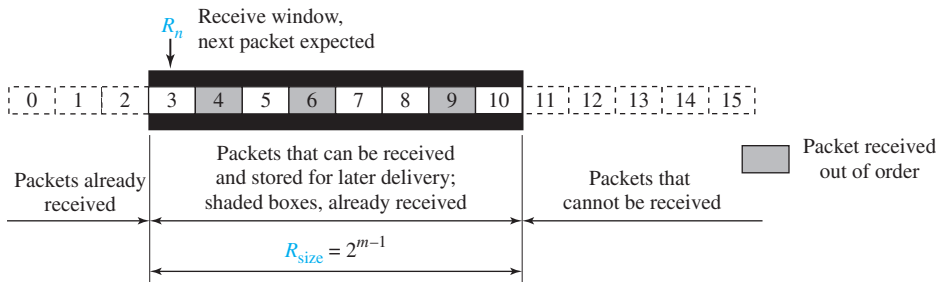 Rn
Receive window,
next packet expected
0 1 2 3 4 5 6 7 8 9 10 11 12 13 14 15
Packets already
received
Packets that can be received
and stored for later delivery;
shaded boxes, already received
Packets that
cannot be received
Packet received
out of order
Rsize = 2^m–1